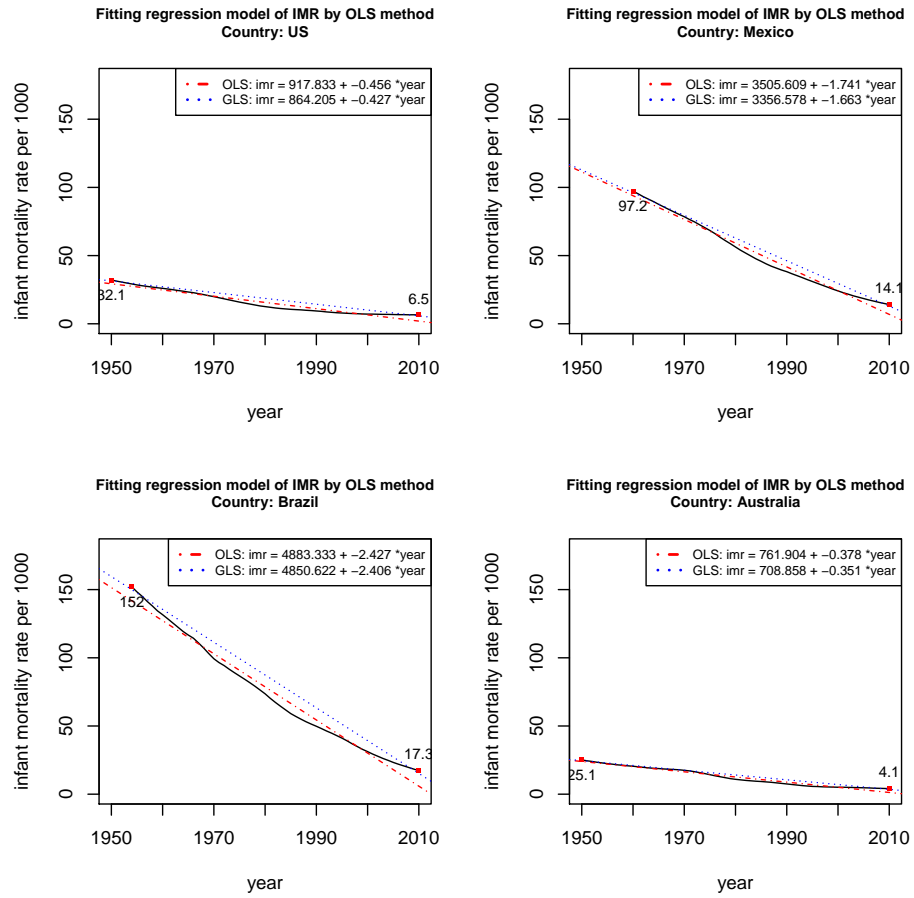 Fitting regression model of IMR by OLS method
Country: US
OLS: imr = 917.833 + −0.456 *year
GLS: imr = 864.205 + −0.427 *year
infant mortality rate per 1000
150
100
50
0
32.1
6.5
1950
1970
1990
2010
year
Fitting regression model of IMR by OLS method
Country: Mexico
OLS: imr = 3505.609 + −1.741 *year
GLS: imr = 3356.578 + −1.663 *year
infant mortality rate per 1000
150
100
50
0
97.2
14.1
1950
1970
1990
2010
year
Fitting regression model of IMR by OLS method
Country: Brazil
OLS: imr = 4883.333 + −2.427 *year
GLS: imr = 4850.622 + −2.406 *year
infant mortality rate per 1000
150
100
50
0
152
17.3
1950
1970
1990
2010
year
Fitting regression model of IMR by OLS method
Country: Australia
OLS: imr = 761.904 + −0.378 *year
GLS: imr = 708.858 + −0.351 *year
infant mortality rate per 1000
150
100
50
0
25.1
4.1
1950
1970
1990
2010
year